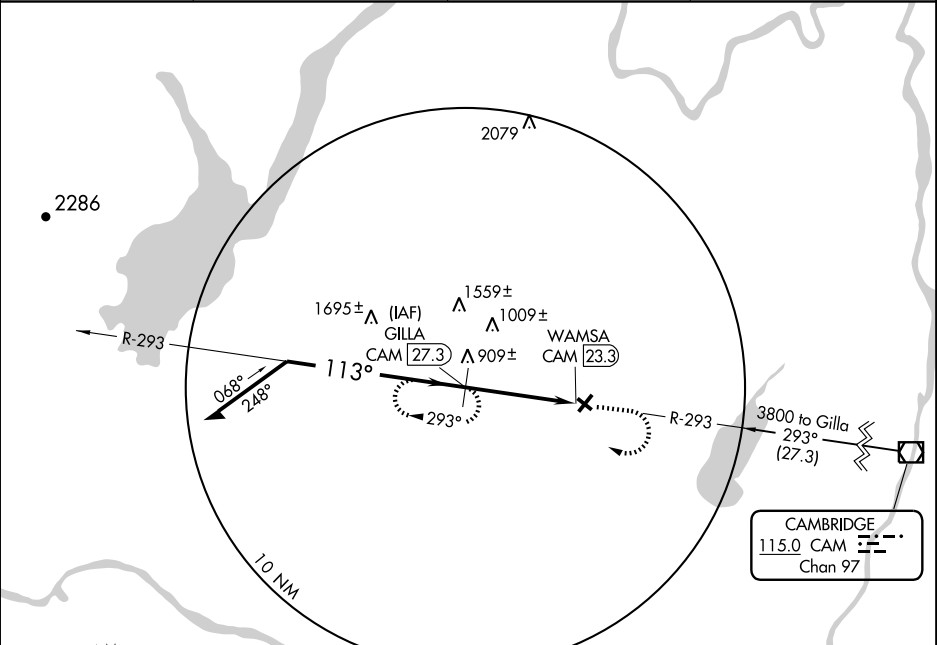 2079
2286
1695± (IAF)
GILLA
CAM 27.3
1559±
1009±
909±
WAMSA
CAM 23.3
R-293
113°
068°
248°
293°
R-293
3800 to Gilla
293°
(27.3)
CAMBRIDGE
115.0 CAM
Chan 97
10 NM